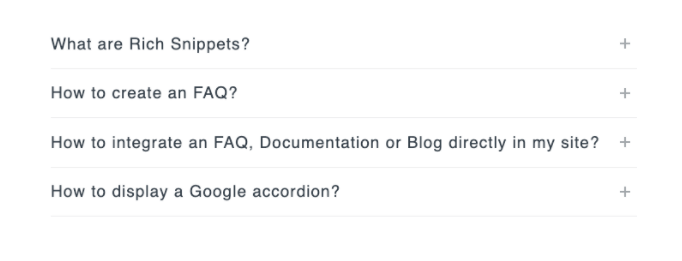 What are Rich Snippets?
How to create an FAQ?
How to integrate an FAQ, Documentation or Blog directly in my site?
How to display a Google accordion?